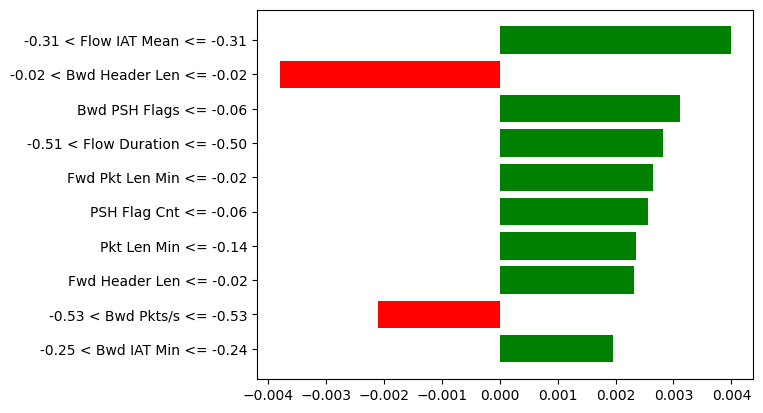 -0.31 < Flow IAT Mean <= -0.31
-0.02 < Bwd Header Len <= -0.02
Bwd PSH Flags <= -0.06
-0.51 < Flow Duration <= -0.50
Fwd Pkt Len Min <= -0.02
PSH Flag Cnt <= -0.06
Pkt Len Min <= -0.14
Fwd Header Len <= -0.02
-0.53 < Bwd Pkts/s <= -0.53
-0.25 < Bwd IAT Min <= -0.24
−0.004 −0.003 −0.002 −0.001 0.000 0.001 0.002 0.003 0.004